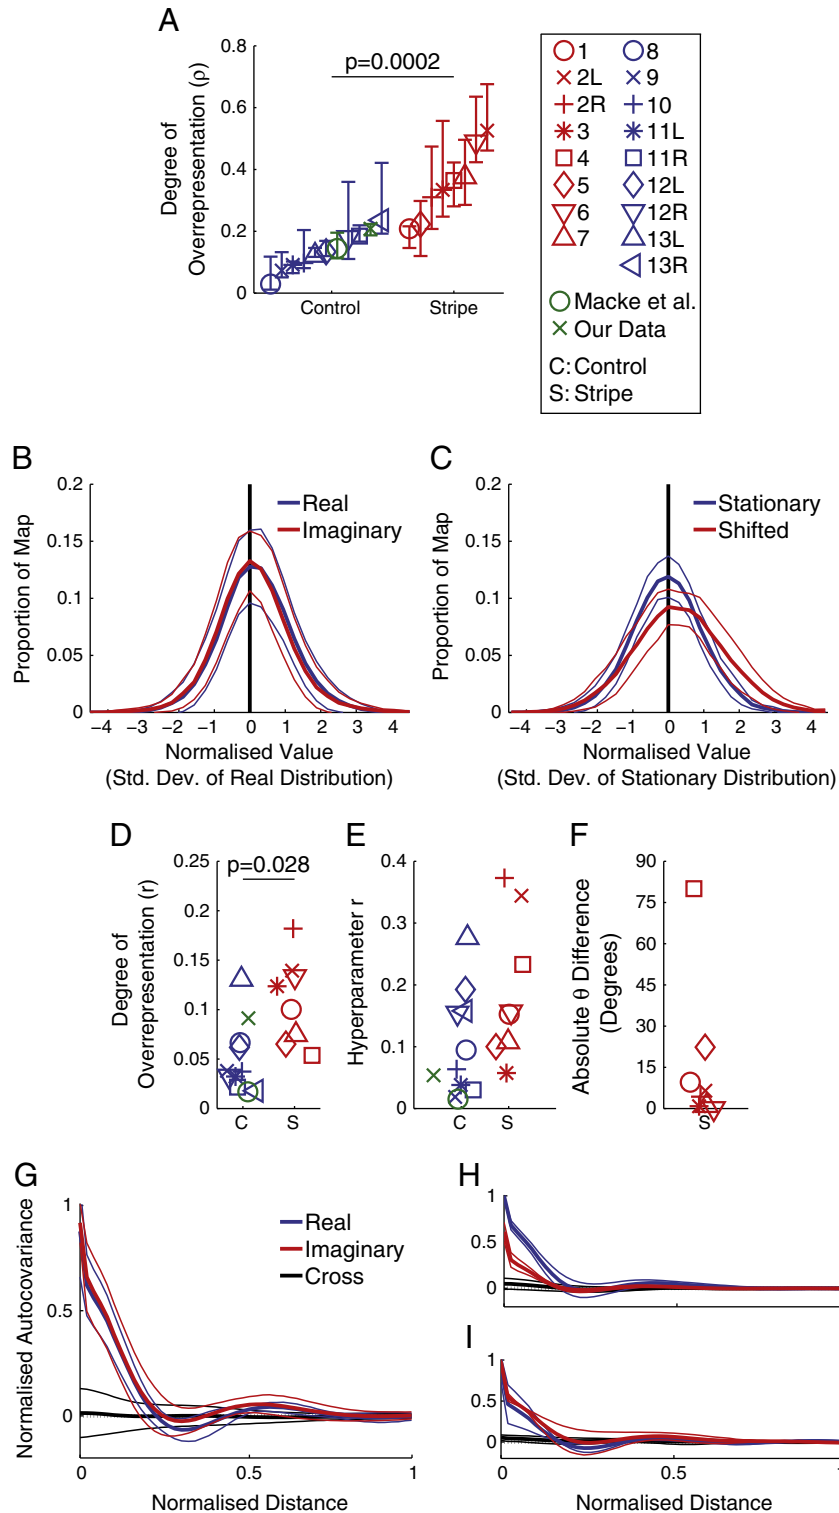 A
Degree of
Overrepresentation (ρ)
0.8
0.6
0.4
0.2
0
p=0.0002
Control
Stripe
1
2L
2R
3
4
5
6
7
8
9
10
11L
11R
12L
12R
13L
13R
Macke et al.
Our Data
C: Control
S: Stripe
B
Proportion of Map
0.2
0.15
0.1
0.05
0
Real
Imaginary
−4 −3 −2 −1 0 1 2 3 4
Normalised Value
(Std. Dev. of Real Distribution)
C
Proportion of Map
0.2
0.15
0.1
0.05
0
Stationary
Shifted
−4 −3 −2 −1 0 1 2 3 4
Normalised Value
(Std. Dev. of Stationary Distribution)
D
Degree of
Overrepresentation (r)
0.25
0.2
0.15
0.1
0.05
0
p=0.028
C S
E
Hyperparameter r
0.4
0.3
0.2
0.1
0
C S
F
Absolute θ Difference
(Degrees)
90
75
60
45
30
15
0
S
G
Normalised Autocovariance
1
0.5
0
Real
Imaginary
Cross
0 0.5 1
Normalised Distance
H
1
0.5
0
I
1
0.5
0
0 0.5 1
Normalised Distance